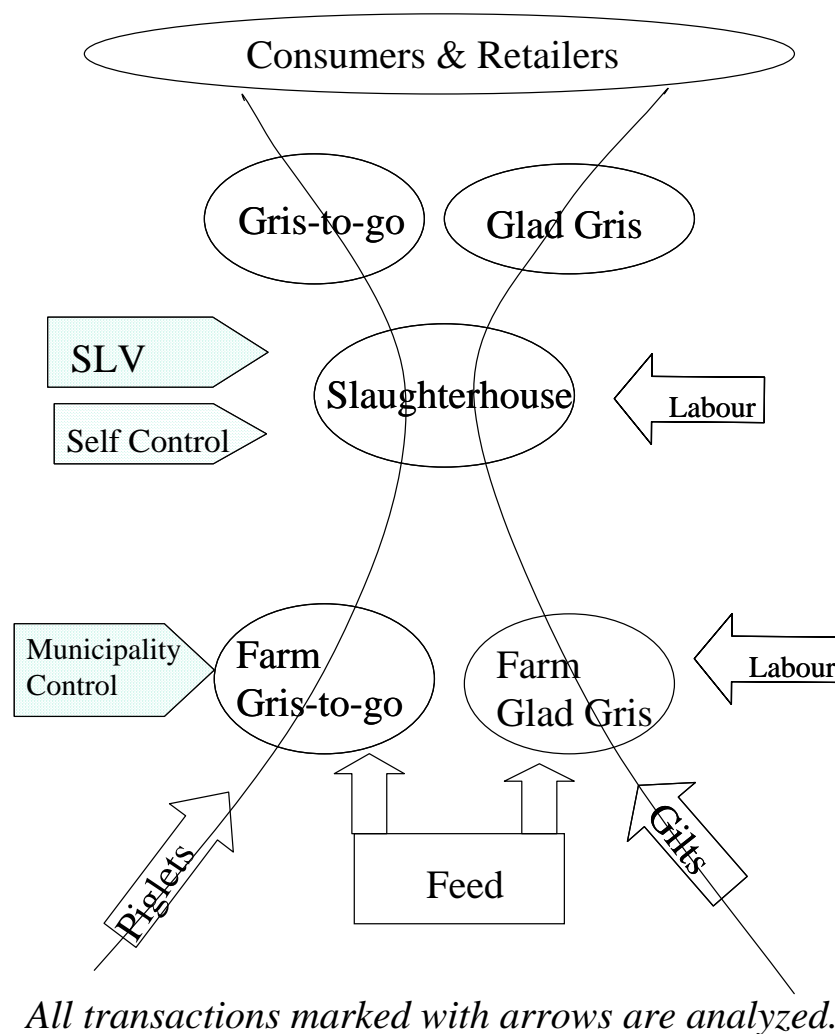 Consumers & Retailers
Gris-to-go
Glad Gris
SLV
Slaughterhouse
Labour
Self Control
Municipality
Control
Farm
Gris-to-go
Farm
Glad Gris
Labour
Piglets
Feed
Gilts
All transactions marked with arrows are analyzed.